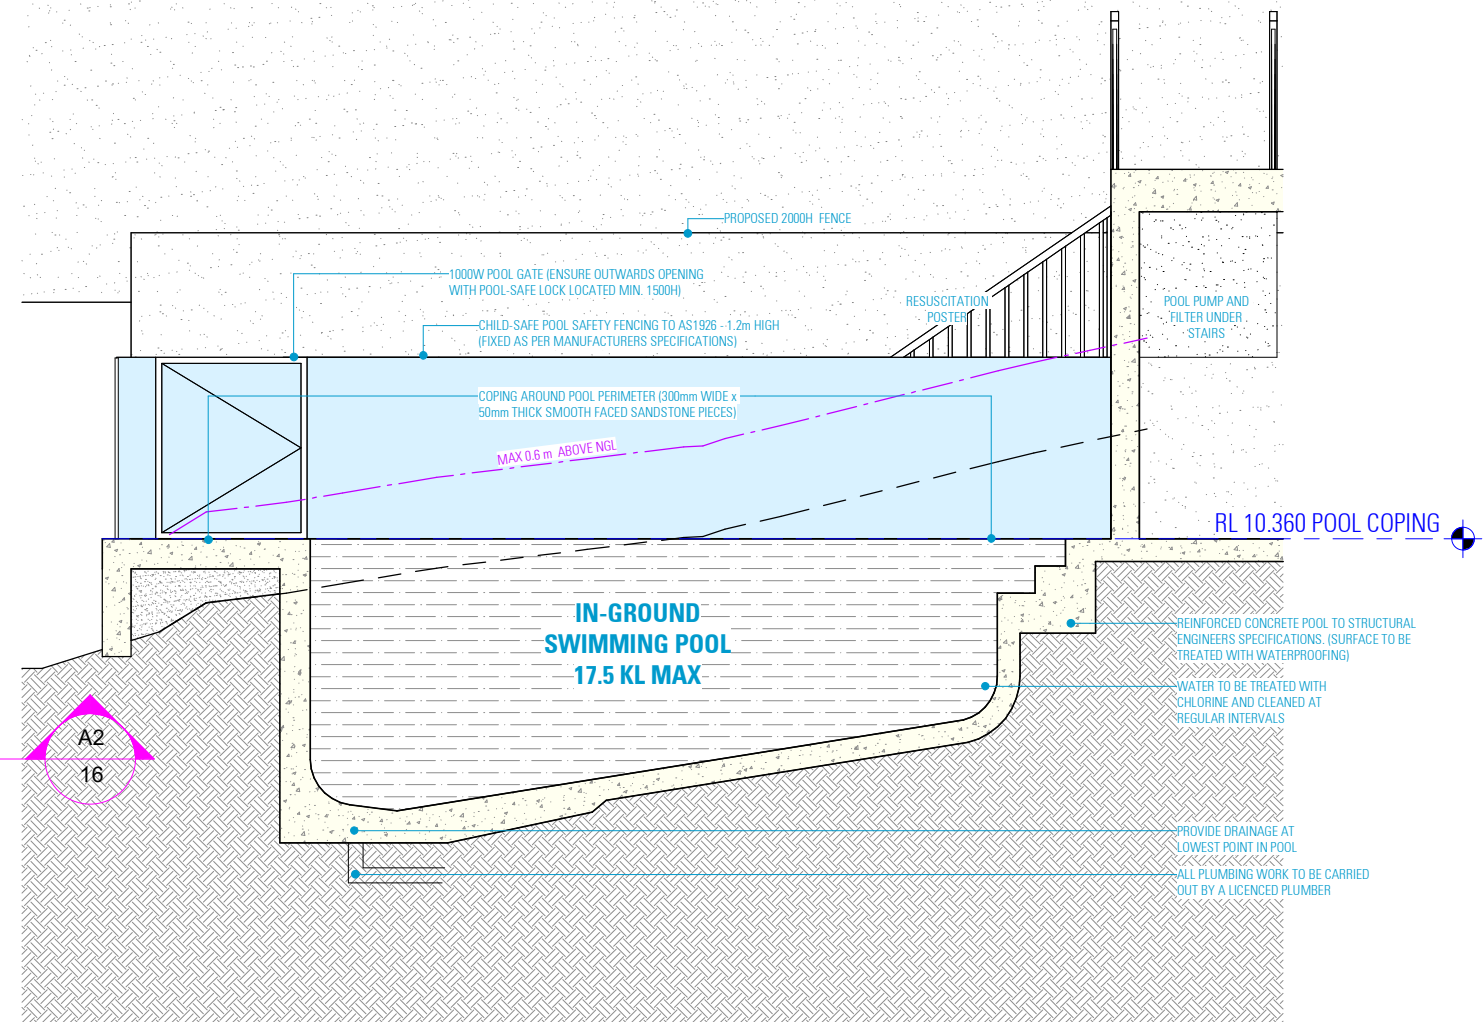 PROPOSED 2000H FENCE
1000W POOL GATE (ENSURE OUTWARDS OPENING
WITH POOL-SAFE LOCK LOCATED MIN. 1500H)
RESUSCITATION
POSTER
POOL PUMP AND
FILTER UNDER
STAIRS
CHILD-SAFE POOL SAFETY FENCING TO AS1926 - 1.2m HIGH
(FIXED AS PER MANUFACTURERS SPECIFICATIONS)
COPING AROUND POOL PERIMETER (300mm WIDE x
50mm THICK SMOOTH FACED SANDSTONE PIECES)
MAX 0.6 m ABOVE NGL
RL 10.360 POOL COPING
IN-GROUND
SWIMMING POOL
17.5 KL MAX
REINFORCED CONCRETE POOL TO STRUCTURAL
ENGINEERS SPECIFICATIONS. (SURFACE TO BE
TREATED WITH WATERPROOFING)
WATER TO BE TREATED WITH
CHLORINE AND CLEANED AT
REGULAR INTERVALS
A2
16
PROVIDE DRAINAGE AT
LOWEST POINT IN POOL
ALL PLUMBING WORK TO BE CARRIED
OUT BY A LICENCED PLUMBER